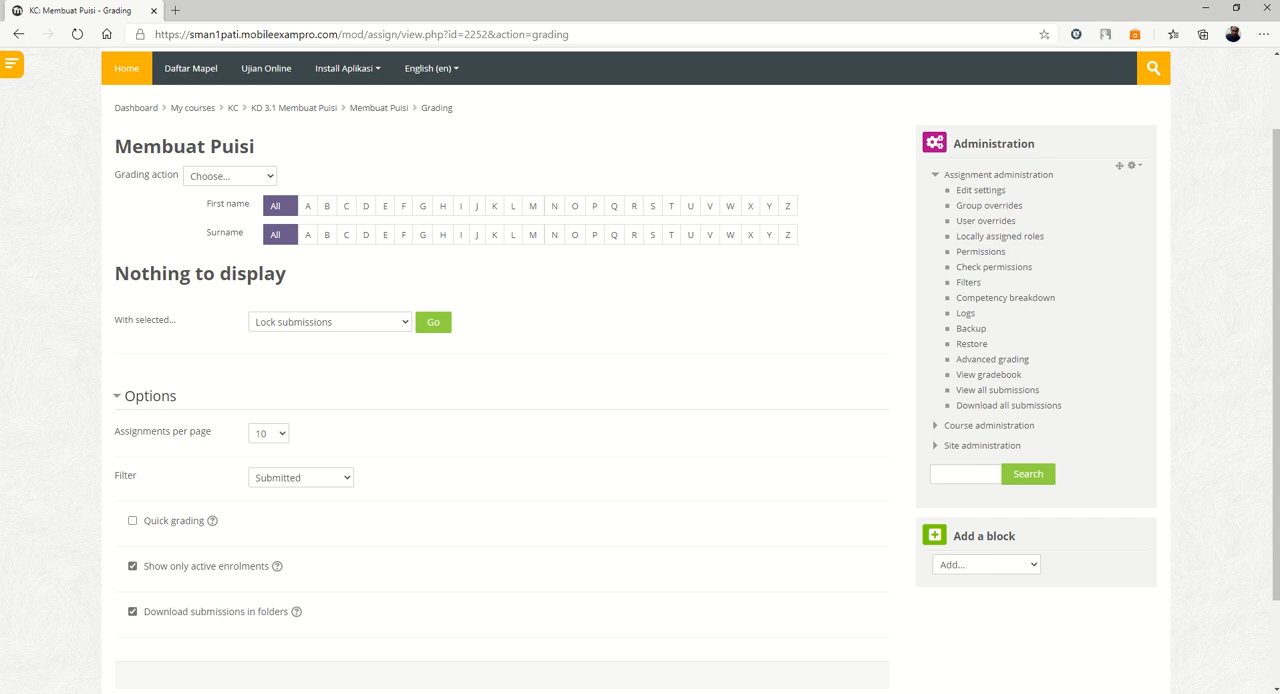 KC: Membuat Puisi - Grading
https://sman1pati.mobileexampro.com/mod/assign/view.php?id=2252&action=grading
Home Daftar Mapel Ujian Online Install Aplikasi English (en)
Dashboard My courses KC KD 3.1 Membuat Puisi Membuat Puisi Grading
Membuat Puisi
Grading action Choose...
First name All A B C D E F G H I J K L M N O P Q R S T U V W X Y Z
Surname All A B C D E F G H I J K L M N O P Q R S T U V W X Y Z
Nothing to display
With selected... Lock submissions Go
Options
Assignments per page 10
Filter Submitted
Quick grading
Show only active enrolments
Download submissions in folders
Administration
Assignment administration
Edit settings
Group overrides
User overrides
Locally assigned roles
Permissions
Check permissions
Filters
Competency breakdown
Logs
Backup
Restore
Advanced grading
View gradebook
View all submissions
Download all submissions
Course administration
Site administration
Search
Add a block
Add...